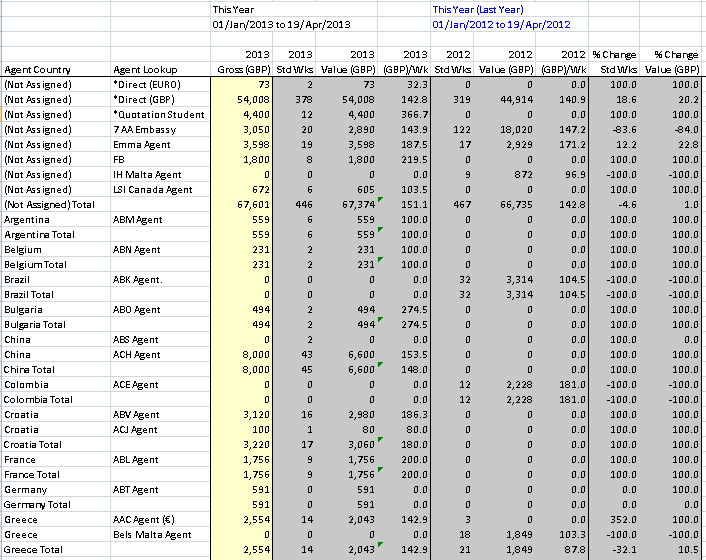 This Year This Year (Last Year)
01/Jan/2013 to 19/Apr/2013 01/Jan/2012 to 19/Apr/2012
2013 2013 2013 2013 2012 2012 2012 % Change % Change
Agent Country Agent Lookup Gross (GBP) Std Wks Value (GBP) (GBP)/Wk Std Wks Value (GBP) (GBP)/Wk Std Wks Value (GBP)
(Not Assigned) *Direct (EURO) 73 2 73 32.3 0 0 0.0 100.0 100.0
(Not Assigned) *Direct (GBP) 54,008 378 54,008 142.8 319 44,914 140.9 18.6 20.2
(Not Assigned) *Quotation Student 4,400 12 4,400 366.7 0 0 0.0 100.0 100.0
(Not Assigned) 7 AA Embassy 3,050 20 2,890 143.9 122 18,020 147.2 -83.6 -84.0
(Not Assigned) Emma Agent 3,598 19 3,598 187.5 17 2,929 171.2 12.2 22.8
(Not Assigned) FB 1,800 8 1,800 219.5 0 0 0.0 100.0 100.0
(Not Assigned) IH Malta Agent 0 0 0 0.0 9 872 96.9 -100.0 -100.0
(Not Assigned) LSI Canada Agent 672 6 605 103.5 0 0 0.0 100.0 100.0
(Not Assigned) Total 67,601 446 67,374 151.1 467 66,735 142.8 -4.6 1.0
Argentina ABM Agent 559 6 559 100.0 0 0 0.0 100.0 100.0
Argentina Total 559 6 559 100.0 0 0 0.0 100.0 100.0
Belgium ABN Agent 231 2 231 100.0 0 0 0.0 100.0 100.0
Belgium Total 231 2 231 100.0 0 0 0.0 100.0 100.0
Brazil ABK Agent. 0 0 0 0.0 32 3,314 104.5 -100.0 -100.0
Brazil Total 0 0 0 0.0 32 3,314 104.5 -100.0 -100.0
Bulgaria ABO Agent 494 2 494 274.5 0 0 0.0 100.0 100.0
Bulgaria Total 494 2 494 274.5 0 0 0.0 100.0 100.0
China ABS Agent 0 2 0 0.0 0 0 0.0 100.0 0.0
China ACH Agent 8,000 43 6,600 153.5 0 0 0.0 100.0 100.0
China Total 8,000 45 6,600 148.0 0 0 0.0 100.0 100.0
Colombia ACE Agent 0 0 0 0.0 12 2,228 181.0 -100.0 -100.0
Colombia Total 0 0 0 0.0 12 2,228 181.0 -100.0 -100.0
Croatia ABV Agent 3,120 16 2,980 186.3 0 0 0.0 100.0 100.0
Croatia ACJ Agent 100 1 80 80.0 0 0 0.0 100.0 100.0
Croatia Total 3,220 17 3,060 180.0 0 0 0.0 100.0 100.0
France ABL Agent 1,756 9 1,756 200.0 0 0 0.0 100.0 100.0
France Total 1,756 9 1,756 200.0 0 0 0.0 100.0 100.0
Germany ABT Agent 591 0 591 0.0 0 0 0.0 0.0 100.0
Germany Total 591 0 591 0.0 0 0 0.0 0.0 100.0
Greece AAC Agent (€) 2,554 14 2,043 142.9 3 0 0.0 352.0 100.0
Greece Bels Malta Agent 0 0 0 0.0 18 1,849 103.3 -100.0 -100.0
Greece Total 2,554 14 2,043 142.9 21 1,849 87.8 -32.1 10.5